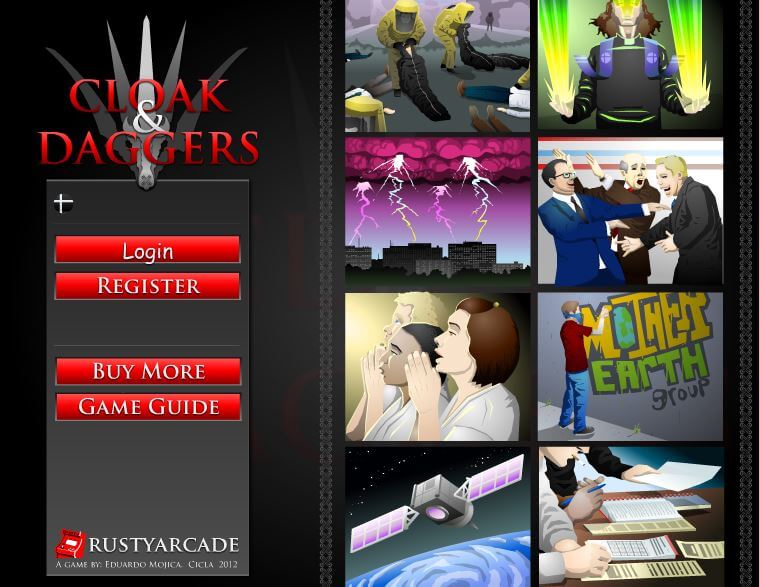 CLOAK
&
DAGGERS
Login
REGISTER
BUY MORE
GAME GUIDE
RUSTYARCADE
A GAME BY: EDUARDO MOJICA. CICLA 2012
MOTHER
EARTH
group